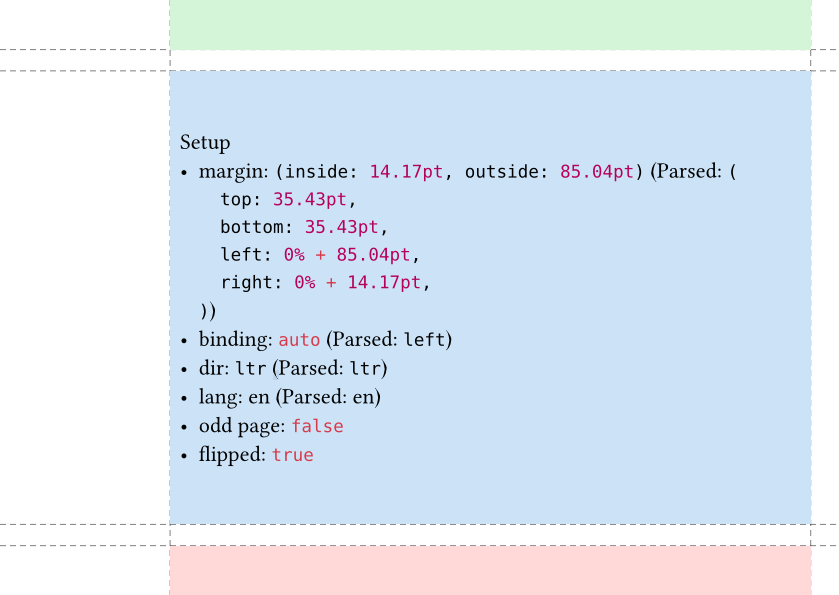 Setup
• margin: (inside: 14.17pt, outside: 85.04pt) (Parsed: (
top: 35.43pt,
bottom: 35.43pt,
left: 0% + 85.04pt,
right: 0% + 14.17pt,
))
• binding: auto (Parsed: left)
• dir: ltr (Parsed: ltr)
• lang: en (Parsed: en)
• odd page: false
• flipped: true